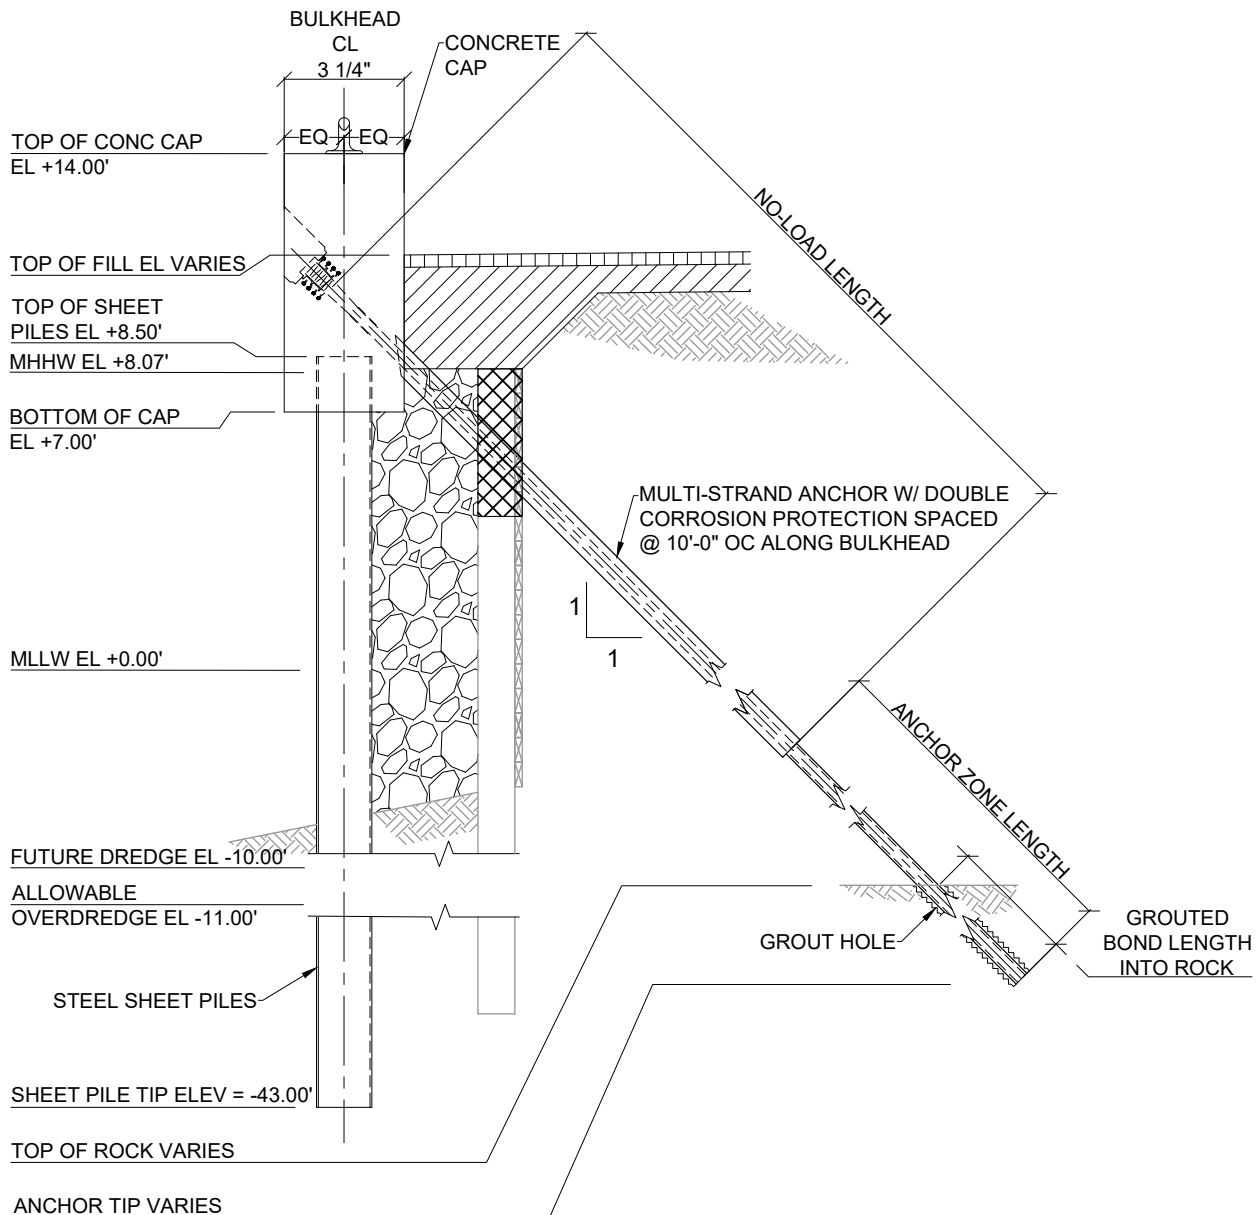 BULKHEAD
CL
3 1/4"
CONCRETE
CAP
EQ
EQ
TOP OF CONC CAP
EL +14.00'
NO-LOAD LENGTH
TOP OF FILL EL VARIES
TOP OF SHEET
PILES EL +8.50'
MHHW EL +8.07'
BOTTOM OF CAP
EL +7.00'
MULTI-STRAND ANCHOR W/ DOUBLE
CORROSION PROTECTION SPACED
@ 10'-0" OC ALONG BULKHEAD
1
1
MLLW EL +0.00'
ANCHOR ZONE LENGTH
FUTURE DREDGE EL -10.00'
ALLOWABLE
OVERDREDGE EL -11.00'
GROUT HOLE
GROUTED
BOND LENGTH
INTO ROCK
STEEL SHEET PILES
SHEET PILE TIP ELEV = -43.00'
TOP OF ROCK VARIES
ANCHOR TIP VARIES